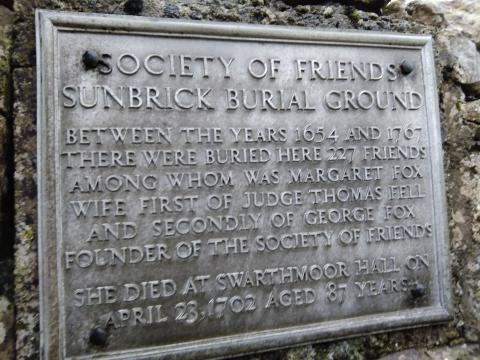 SOCIETY OF FRIENDS
SUNBRICK BURIAL GROUND
BETWEEN THE YEARS 1654 AND 1767
THERE WERE BURIED HERE 227 FRIENDS
AMONG WHOM WAS MARGARET FOX
WIFE FIRST OF JUDGE THOMAS FELL
AND SECONDLY OF GEORGE FOX
FOUNDER OF THE SOCIETY OF FRIENDS
SHE DIED AT SWARTHMOOR HALL ON
APRIL 23, 1702 AGED 87 YEARS